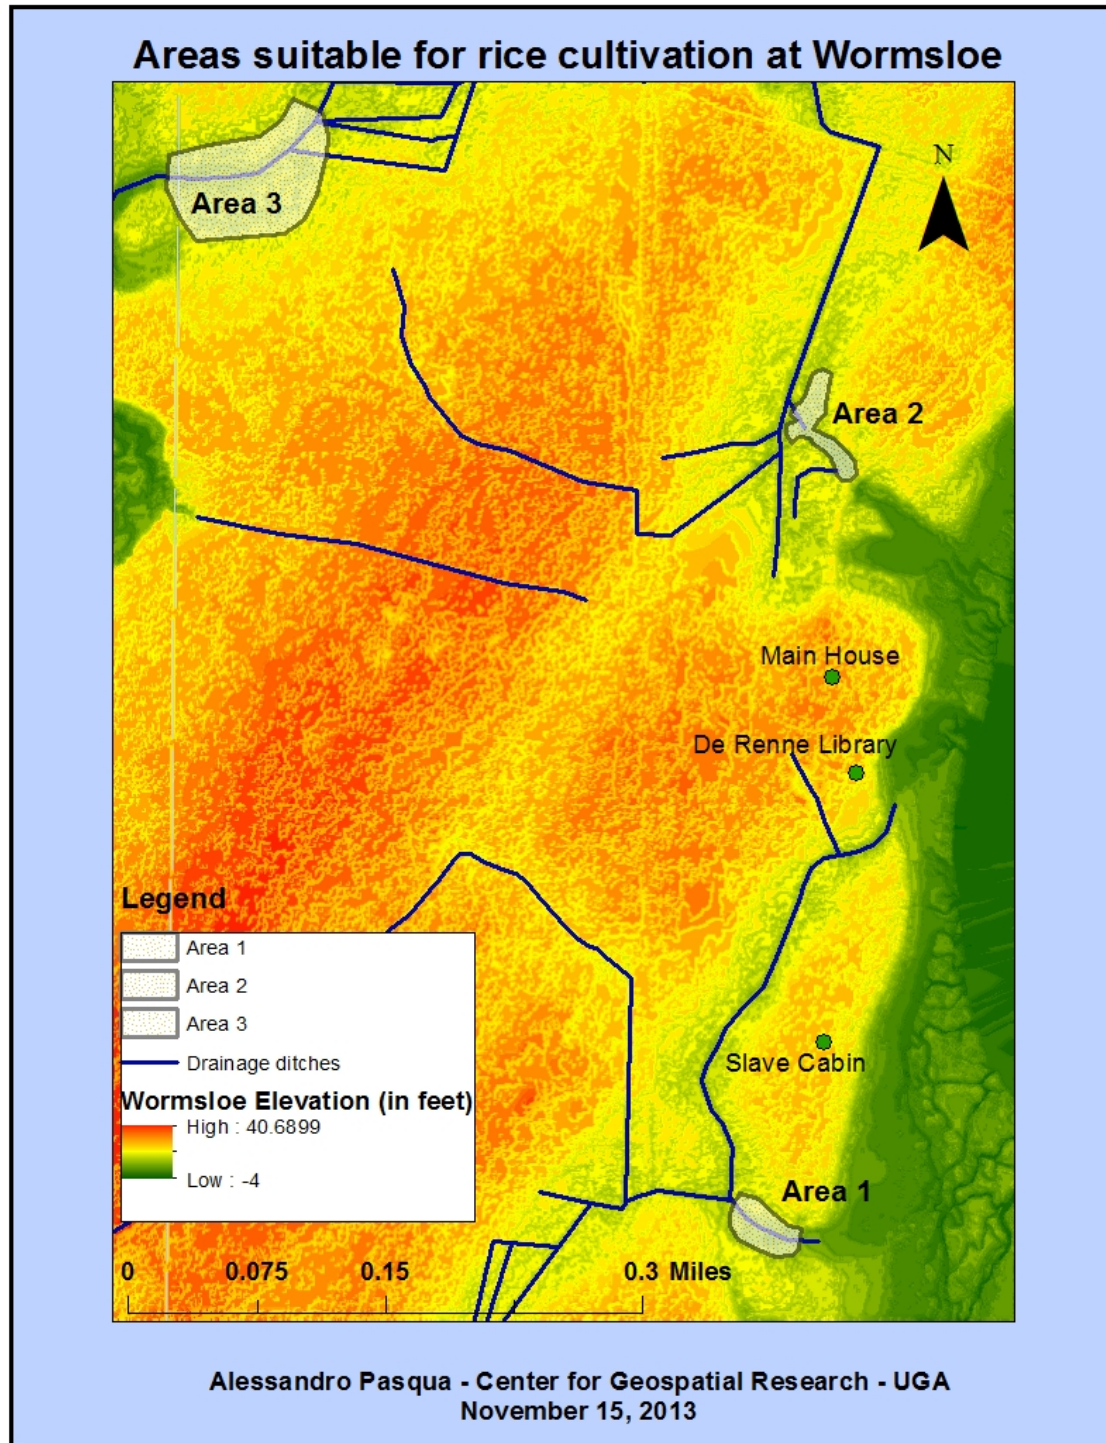 Areas suitable for rice cultivation at Wormsloe
N
Area 3
Area 2
Main House
De Renne Library
Legend
Area 1
Area 2
Area 3
Drainage ditches
Wormsloe Elevation (in feet)
High : 40.6899
Low : -4
Slave Cabin
Area 1
0 0.075 0.15 0.3 Miles
Alessandro Pasqua - Center for Geospatial Research - UGA
November 15, 2013